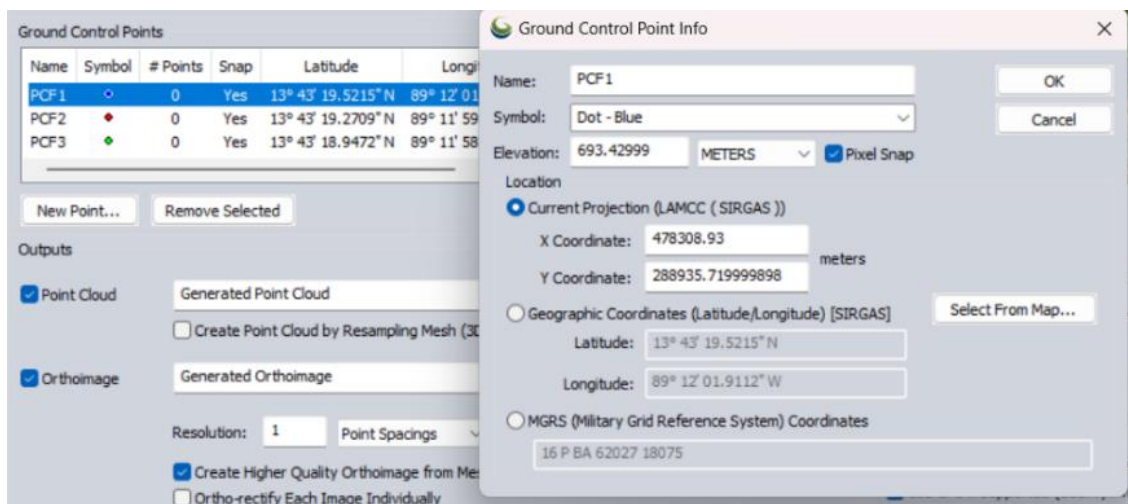 Ground Control Points
Name Symbol # Points Snap Latitude
PCF1 0 Yes 13° 43' 19.5215" N 89° 12' 01
PCF2 0 Yes 13° 43' 19.2709" N 89° 11' 59
PCF3 0 Yes 13° 43' 18.9472" N 89° 11' 58
New Point... Remove Selected
Outputs
Point Cloud Generated Point Cloud
Create Point Cloud by Resampling Mesh (3D
Orthoimage Generated Orthoimage
Resolution: 1 Point Spacings
Create Higher Quality Orthoimage from Me
Ortho-rectify Each Image Individually
Ground Control Point Info
Name: PCF1 OK
Symbol: Dot - Blue Cancel
Elevation: 693.42999 METERS Pixel Snap
Location
Current Projection (LAMCC ( SIRGAS ))
X Coordinate: 478308.93
meters
Y Coordinate: 288935.719999898
Geographic Coordinates (Latitude/Longitude) [SIRGAS] Select From Map...
Latitude: 13° 43' 19.5215" N
Longitude: 89° 12' 01.9112" W
MGRS (Military Grid Reference System) Coordinates
16 P BA 62027 18075